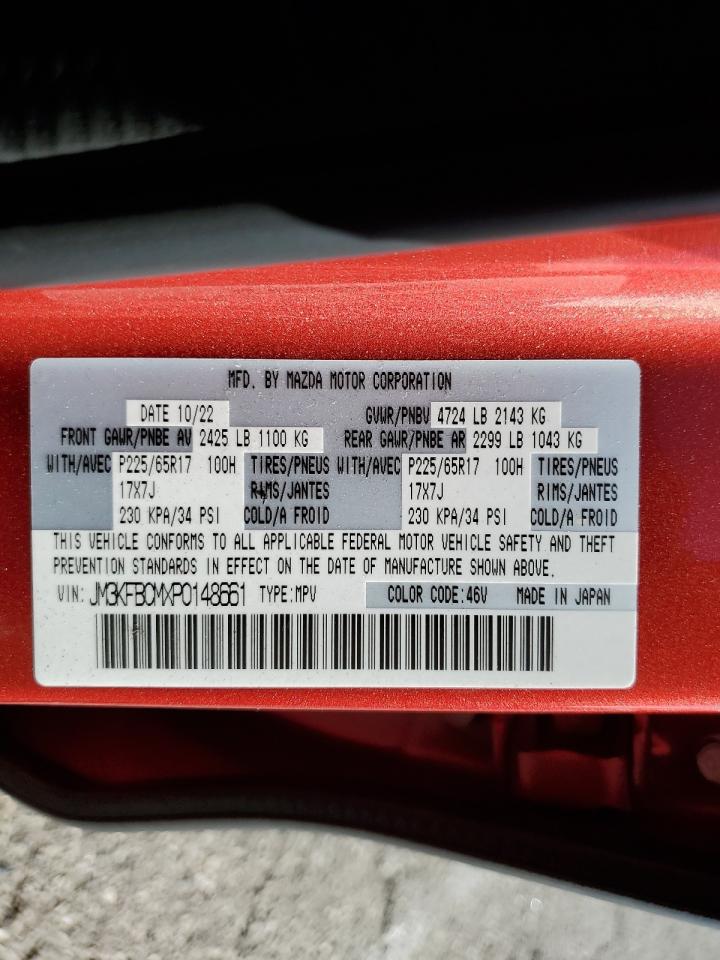 MFD. BY MAZDA MOTOR CORPORATION
DATE 10/22 GVWR/PNBV 4724 LB 2143 KG
FRONT GAWR/PNBE AV 2425 LB 1100 KG REAR GAWR/PNBE AR 2299 LB 1043 KG
WITH/AVEC P225/65R17 100H TIRES/PNEUS WITH/AVEC P225/65R17 100H TIRES/PNEUS
17X7J RIMS/JANTES 17X7J RIMS/JANTES
230 KPA/34 PSI COLD/A FROID 230 KPA/34 PSI COLD/A FROID
THIS VEHICLE CONFORMS TO ALL APPLICABLE FEDERAL MOTOR VEHICLE SAFETY AND THEFT
PREVENTION STANDARDS IN EFFECT ON THE DATE OF MANUFACTURE SHOWN ABOVE.
VIN: JM3KFBCMXP0148661 TYPE:MPV COLOR CODE:46V MADE IN JAPAN